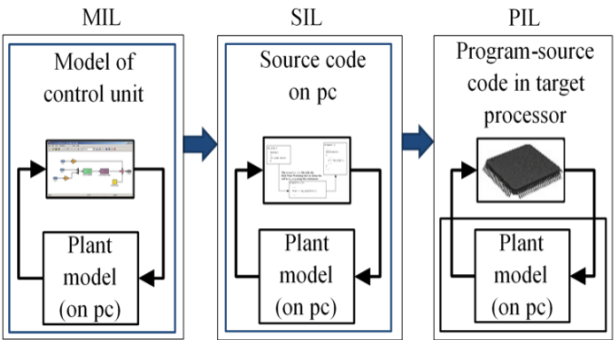 MIL
SIL
PIL
Model of
control unit
Plant
model
(on pc)
Source code
on pc
Plant
model
(on pc)
Program-source
code in target
processor
Plant
model
(on pc)